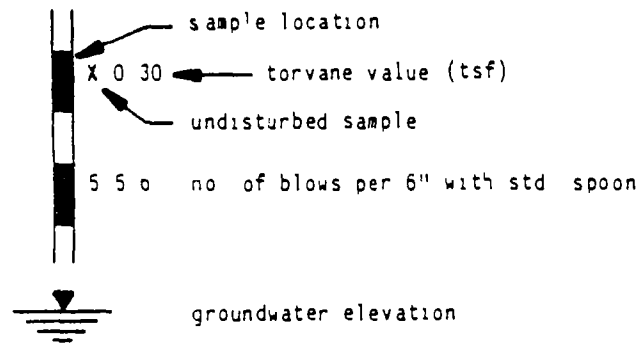 sample location
X 0 30 torvane value (tsf)
undisturbed sample
5 5 6 no of blows per 6" with std spoon
groundwater elevation